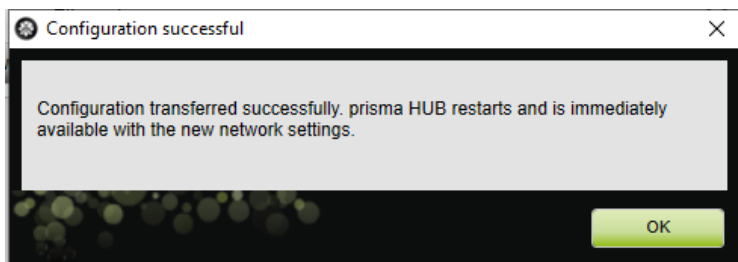 Configuration successful
Configuration transferred successfully. prisma HUB restarts and is immediately
available with the new network settings.
OK